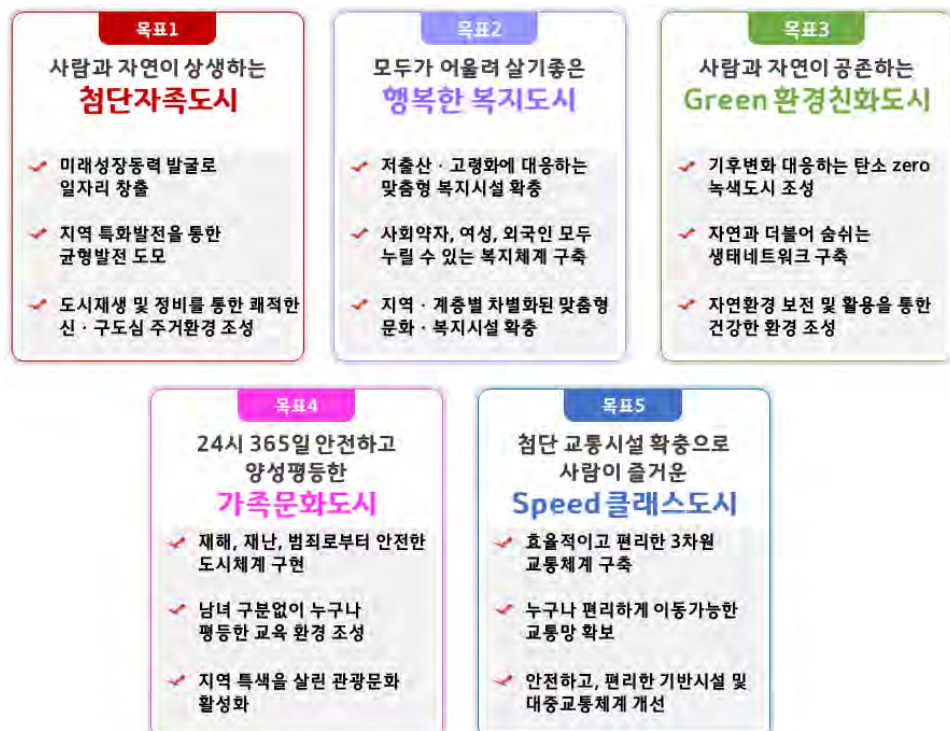 목표1
사람과 자연이 상생하는
첨단자족도시
미래성장동력 발굴로
일자리 창출
지역 특화발전을 통한
균형발전 도모
도시재생 및 정비를 통한 쾌적한
신 · 구도심 주거환경 조성
목표2
모두가 어울려 살기좋은
행복한 복지도시
저출산 · 고령화에 대응하는
맞춤형 복지시설 확충
사회약자, 여성, 외국인 모두
누릴 수 있는 복지체계 구축
지역 · 계층별 차별화된 맞춤형
문화 · 복지시설 확충
목표3
사람과 자연이 공존하는
Green 환경친화도시
기후변화 대응하는 탄소 zero
녹색도시 조성
자연과 더불어 숨쉬는
생태네트워크 구축
자연환경 보전 및 활용을 통한
건강한 환경 조성
목표4
24시 365일 안전하고
양성평등한
가족문화도시
재해, 재난, 범죄로부터 안전한
도시체계 구현
남녀 구분없이 누구나
평등한 교육 환경 조성
지역 특색을 살린 관광문화
활성화
목표5
첨단 교통시설 확충으로
사람이 즐거운
Speed 클래스도시
효율적이고 편리한 3차원
교통체계 구축
누구나 편리하게 이동가능한
교통망 확보
안전하고, 편리한 기반시설 및
대중교통체계 개선